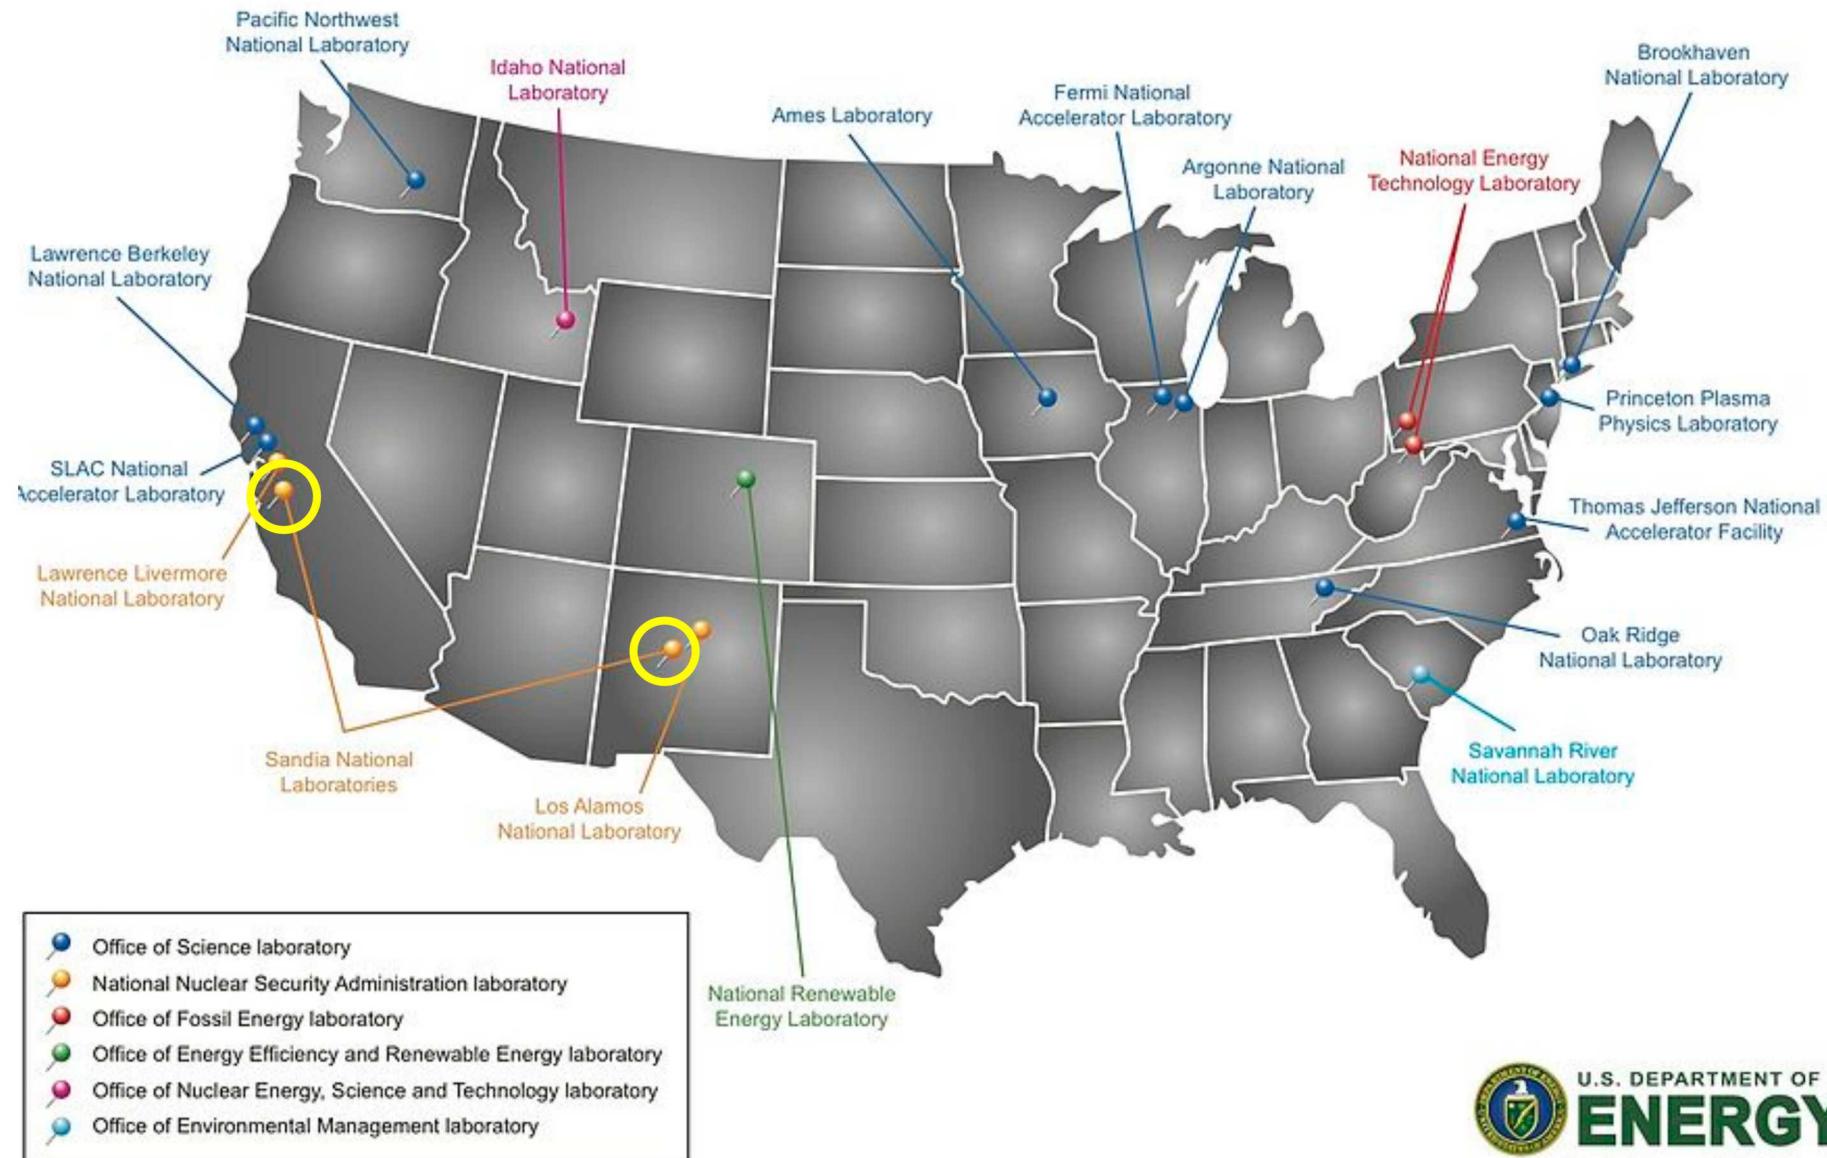 Pacific Northwest
National Laboratory
Idaho National
Laboratory
Ames Laboratory
Fermi National
Accelerator Laboratory
Argonne National
Laboratory
National Energy
Technology Laboratory
Brookhaven
National Laboratory
Lawrence Berkeley
National Laboratory
SLAC National
Accelerator Laboratory
Lawrence Livermore
National Laboratory
Sandia National
Laboratories
Los Alamos
National Laboratory
National Renewable
Energy Laboratory
Princeton Plasma
Physics Laboratory
Thomas Jefferson National
Accelerator Facility
Oak Ridge
National Laboratory
Savannah River
National Laboratory
Office of Science laboratory
National Nuclear Security Administration laboratory
Office of Fossil Energy laboratory
Office of Energy Efficiency and Renewable Energy laboratory
Office of Nuclear Energy, Science and Technology laboratory
Office of Environmental Management laboratory
U.S. DEPARTMENT OF
ENERGY